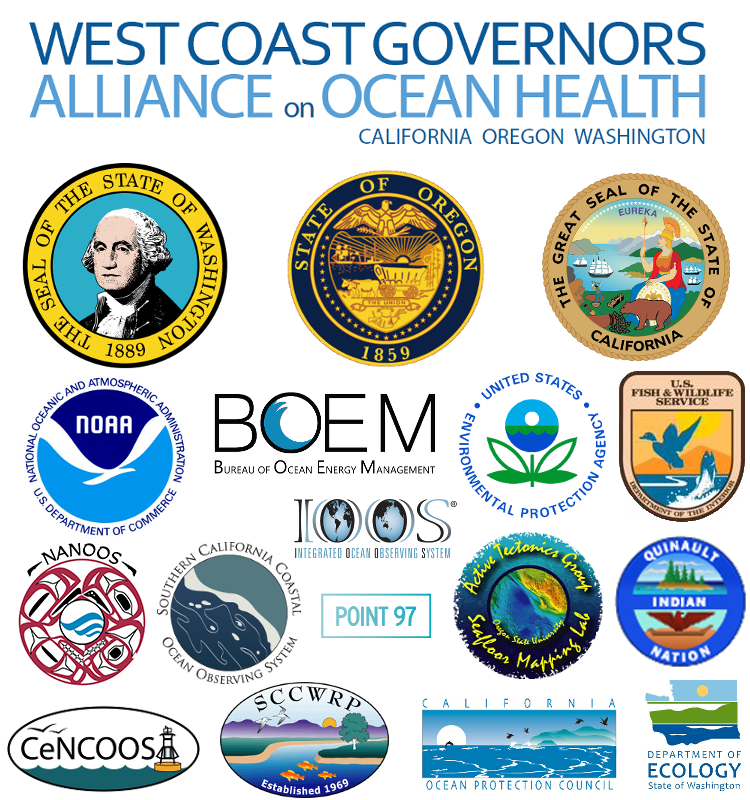 WEST COAST GOVERNORS
ALLIANCE on OCEAN HEALTH
CALIFORNIA OREGON WASHINGTON
THE SEAL OF THE STATE OF WASHINGTON
1889
STATE OF OREGON
THE UNION
1859
THE GREAT SEAL OF THE STATE OF CALIFORNIA
EUREKA
NATIONAL OCEANIC AND ATMOSPHERIC ADMINISTRATION
NOAA
U.S. DEPARTMENT OF COMMERCE
BOEM
BUREAU OF OCEAN ENERGY MANAGEMENT
UNITED STATES
ENVIRONMENTAL PROTECTION AGENCY
U.S.
FISH & WILDLIFE
SERVICE
DEPARTMENT OF THE INTERIOR
IOOS®
INTEGRATED OCEAN OBSERVING SYSTEM
NANOOS
SOUTHERN CALIFORNIA COASTAL
OCEAN OBSERVING SYSTEM
POINT 97
Active Tectonics Group
Oregon State University
Seafloor Mapping Lab
QUINAULT
INDIAN
NATION
CeNCOOS
SCCWRP
Established 1969
CALIFORNIA
OCEAN PROTECTION COUNCIL
DEPARTMENT OF
ECOLOGY
State of Washington